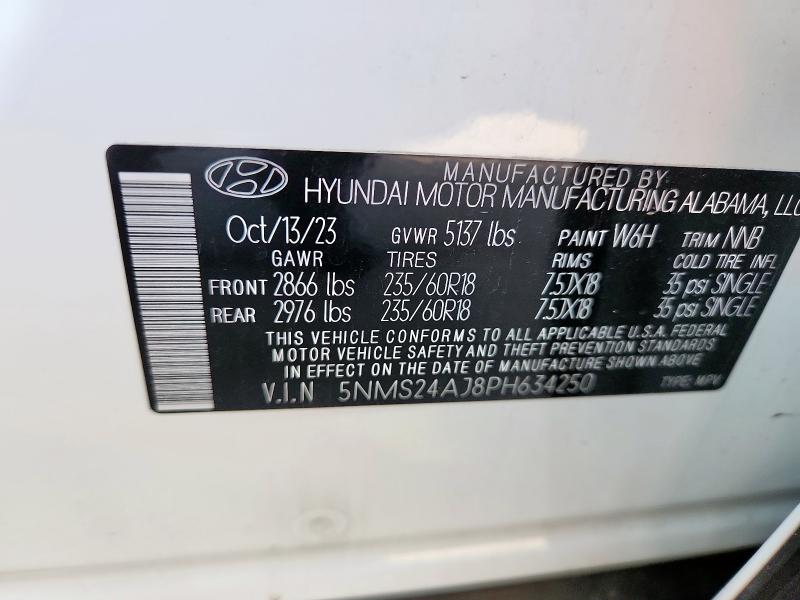 MANUFACTURED BY
HYUNDAI MOTOR MANUFACTURING ALABAMA, LLC
Oct/13/23 GVWR 5137 lbs PAINT W6H TRIM NNB
GAWR TIRES RIMS COLD TIRE INFL
FRONT 2866 lbs 235/60R18 7.5JX18 35 psi SINGLE
REAR 2976 lbs 235/60R18 7.5JX18 35 psi SINGLE
THIS VEHICLE CONFORMS TO ALL APPLICABLE U.S.A. FEDERAL
MOTOR VEHICLE SAFETY AND THEFT PREVENTION STANDARDS
IN EFFECT ON THE DATE OF MANUFACTURE SHOWN ABOVE
V.I.N 5NMS24AJ8PH634250 TYPE: MPV